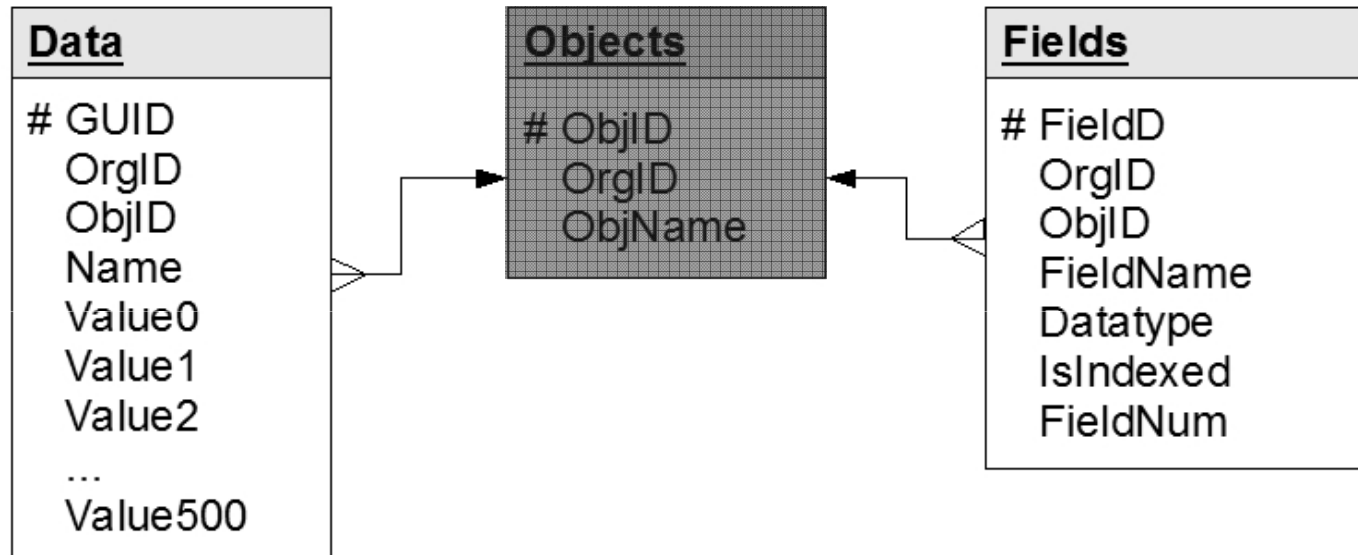 Data
# GUID
OrgID
ObjID
Name
Value0
Value1
Value2
...
Value500
Objects
# ObjID
OrgID
ObjName
Fields
# FieldD
OrgID
ObjID
FieldName
Datatype
IsIndexed
FieldNum